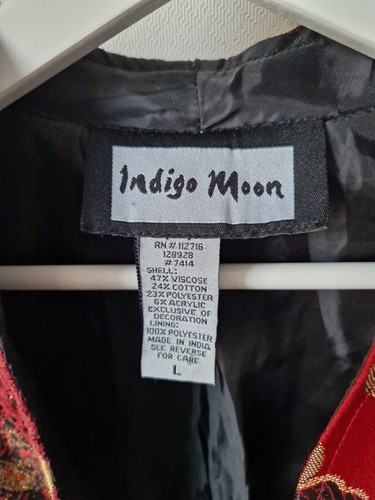 Indigo Moon
RN# 112716
128928
#7414
SHELL:
47% VISCOSE
24% COTTON
23% POLYESTER
6% ACRYLIC
EXCLUSIVE OF
DECORATION
LINING:
100% POLYESTER
MADE IN INDIA
SEE REVERSE
FOR CARE
L